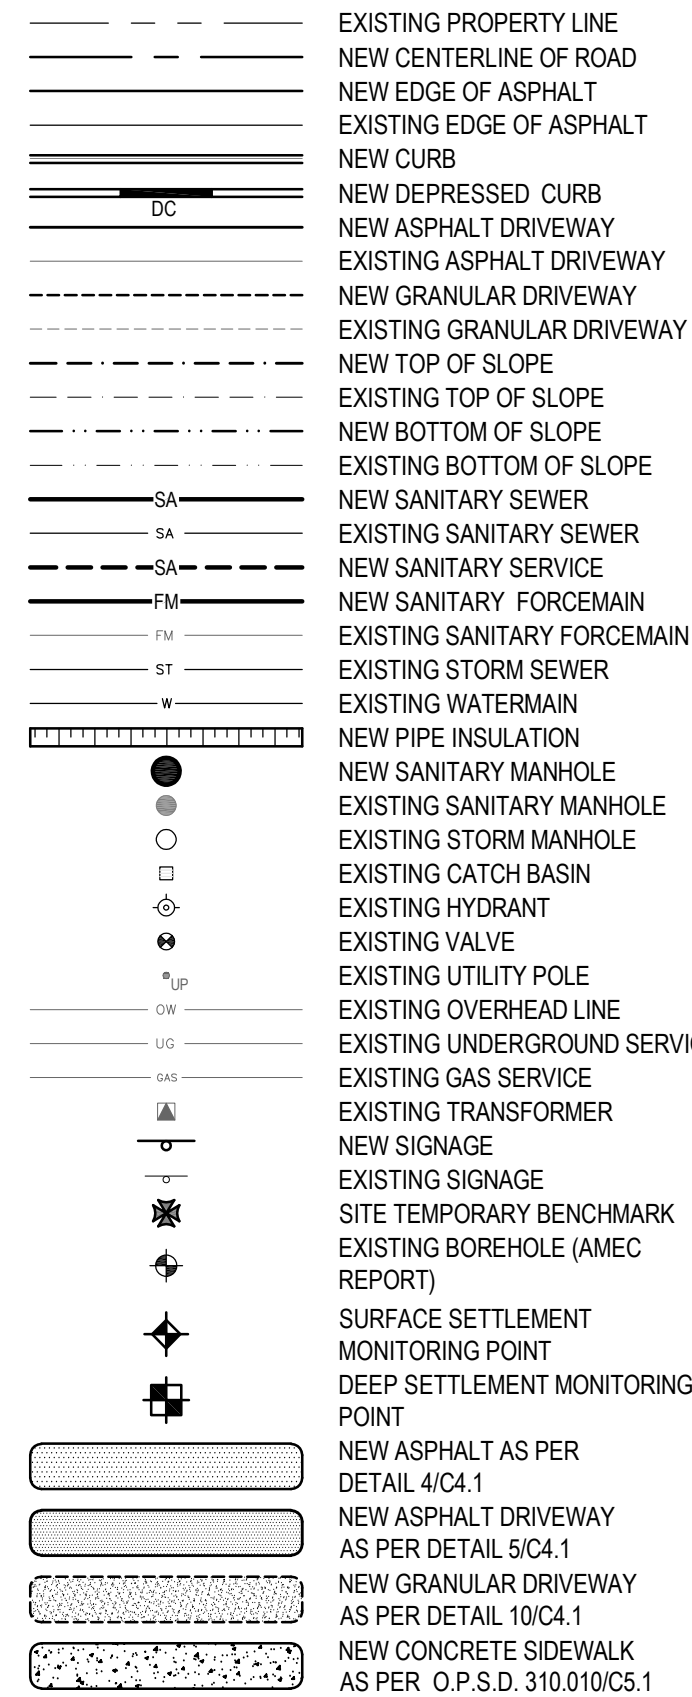 EXISTING PROPERTY LINE
NEW CENTERLINE OF ROAD
NEW EDGE OF ASPHALT
EXISTING EDGE OF ASPHALT
NEW CURB
DC NEW DEPRESSED CURB
NEW ASPHALT DRIVEWAY
EXISTING ASPHALT DRIVEWAY
NEW GRANULAR DRIVEWAY
EXISTING GRANULAR DRIVEWAY
NEW TOP OF SLOPE
EXISTING TOP OF SLOPE
NEW BOTTOM OF SLOPE
EXISTING BOTTOM OF SLOPE
SA NEW SANITARY SEWER
SA EXISTING SANITARY SEWER
SA NEW SANITARY SERVICE
FM NEW SANITARY FORCEMAIN
FM EXISTING SANITARY FORCEMAIN
ST EXISTING STORM SEWER
W EXISTING WATERMAIN
NEW PIPE INSULATION
NEW SANITARY MANHOLE
EXISTING SANITARY MANHOLE
EXISTING STORM MANHOLE
EXISTING CATCH BASIN
EXISTING HYDRANT
EXISTING VALVE
UP EXISTING UTILITY POLE
OW EXISTING OVERHEAD LINE
UG EXISTING UNDERGROUND
GAS EXISTING GAS SERVICE
EXISTING TRANSFORMER
NEW SIGNAGE
EXISTING SIGNAGE
SITE TEMPORARY BENCHMARK
EXISTING BOREHOLE (AMEC
REPORT)
SURFACE SETTLEMENT
MONITORING POINT
DEEP SETTLEMENT MONITORING
POINT
NEW ASPHALT AS PER
DETAIL 4/C4.1
NEW ASPHALT DRIVEWAY
AS PER DETAIL 5/C4.1
NEW GRANULAR DRIVEWAY
AS PER DETAIL 10/C4.1
NEW CONCRETE SIDEWALK
AS PER O.P.S.D. 310.010/C5.1